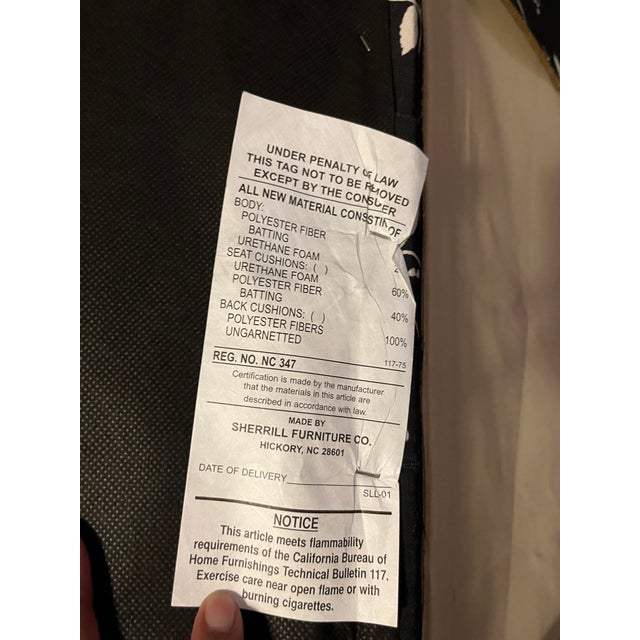 UNDER PENALTY LAW
THIS TAG NOT TO BE
EXCEPT BY THE
ALL NEW MATERIAL
BODY:
POLYESTER FIBER
BATTING
URETHANE FOAM 2
SEAT CUSHIONS: ( )
URETHANE FOAM 60%
POLYESTER FIBER
BATTING 40%
BACK CUSHIONS: ( )
POLYESTER FIBERS 100%
UNGARNETTED
117-75
REG. NO. NC 347
Certification is made by the manufacturer
that the materials in this article are
described in accordance with law.
MADE BY
SHERRILL FURNITURE CO.
HICKORY, NC 28601
DATE OF DELIVERY
SLL-01
NOTICE
This article meets flammability
requirements of the California Bureau of
Home Furnishings Technical Bulletin 117.
Exercise care near open flame or with
burning cigarettes.